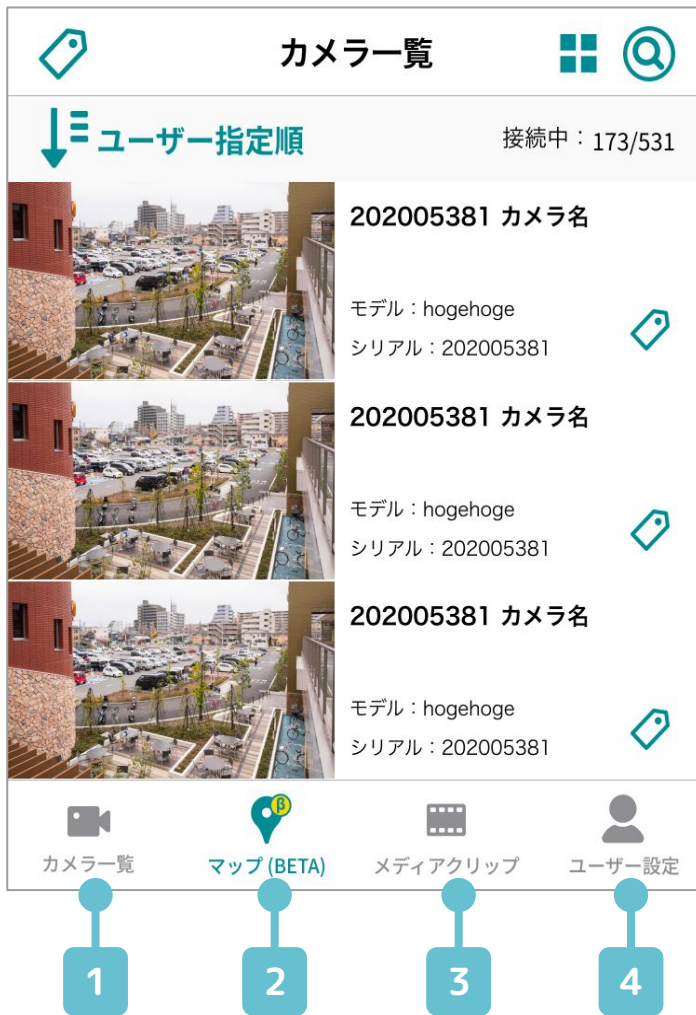 カメラ一覧
ユーザー指定順
接続中：173/531
202005381 カメラ名
モデル：hogehoge
シリアル：202005381
202005381 カメラ名
モデル：hogehoge
シリアル：202005381
202005381 カメラ名
モデル：hogehoge
シリアル：202005381
β
カメラ一覧 マップ (BETA) メディアクリップ ユーザー設定
1 2 3 4